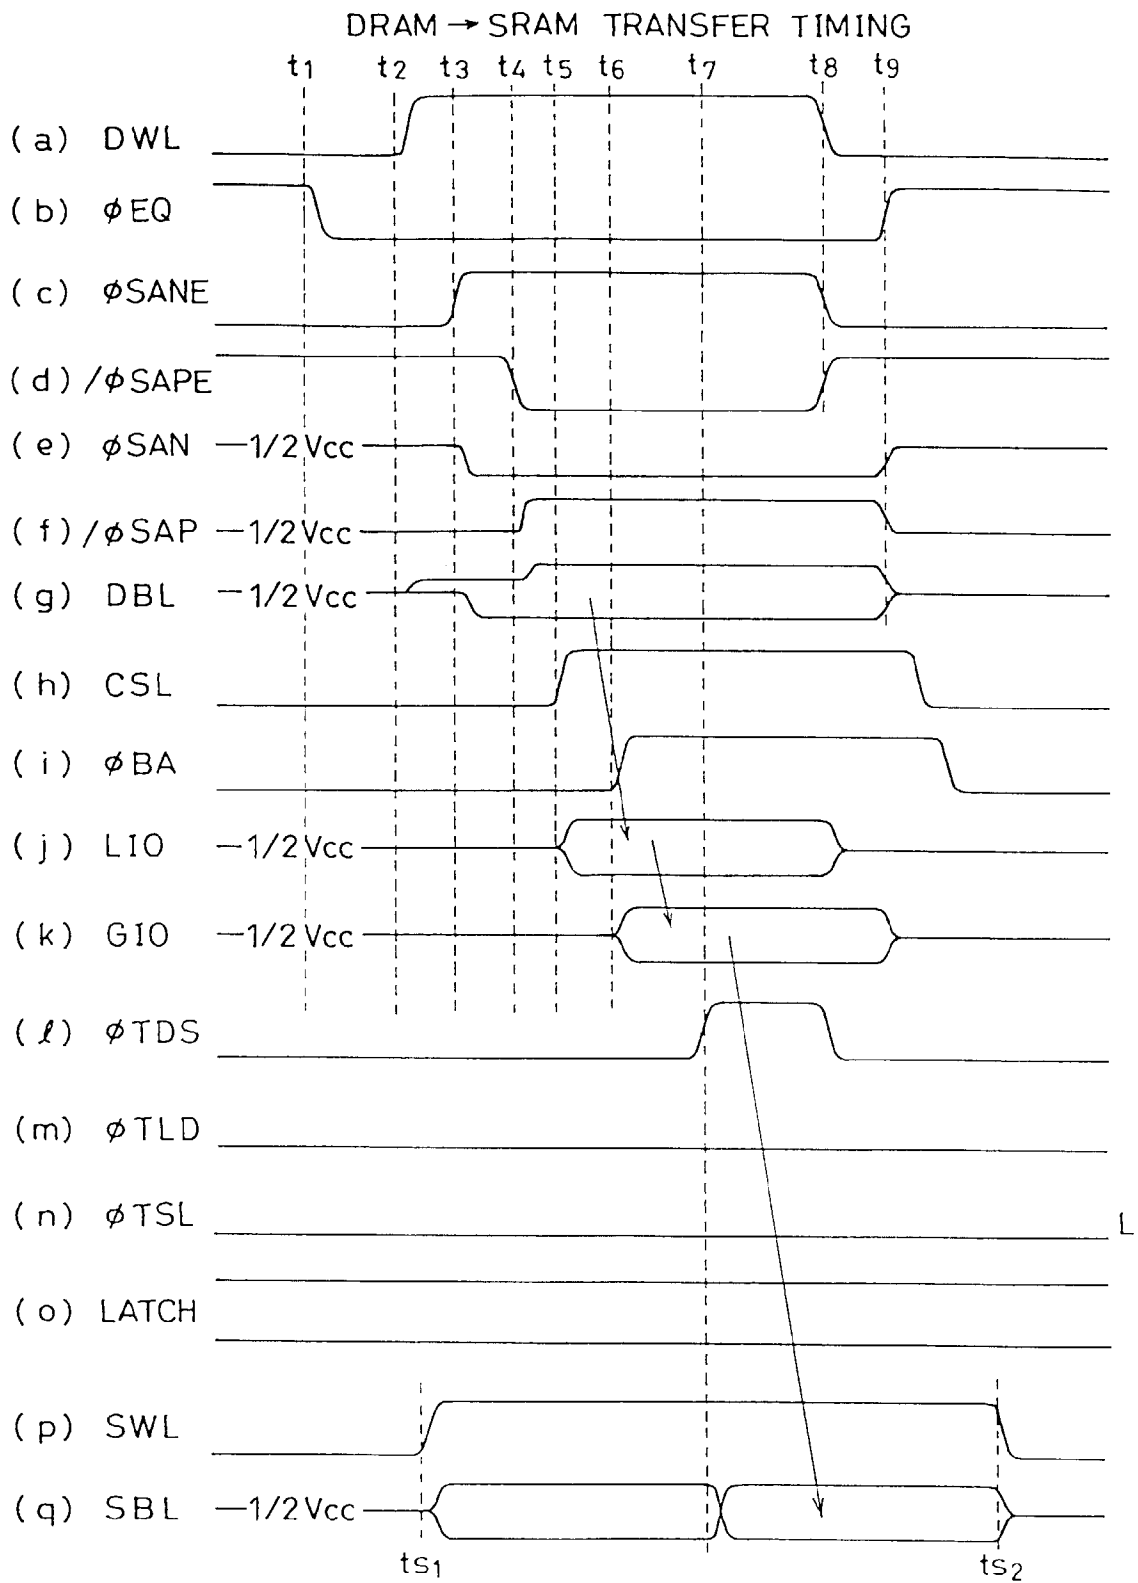 DRAM → SRAM TRANSFER TIMING
t1 t2 t3 t4 t5 t6 t7 t8 t9
(a) DWL
(b) ϕEQ
(c) ϕSANE
(d) /ϕSAPE
(e) ϕSAN —1/2 Vcc
(f) /ϕSAP —1/2 Vcc
(g) DBL —1/2 Vcc
(h) CSL
(i) ϕBA
(j) LIO —1/2 Vcc
(k) GIO —1/2 Vcc
(ℓ) ϕTDS
(m) ϕTLD
(n) ϕTSL L
(o) LATCH
(p) SWL
(q) SBL —1/2 Vcc
ts1 ts2